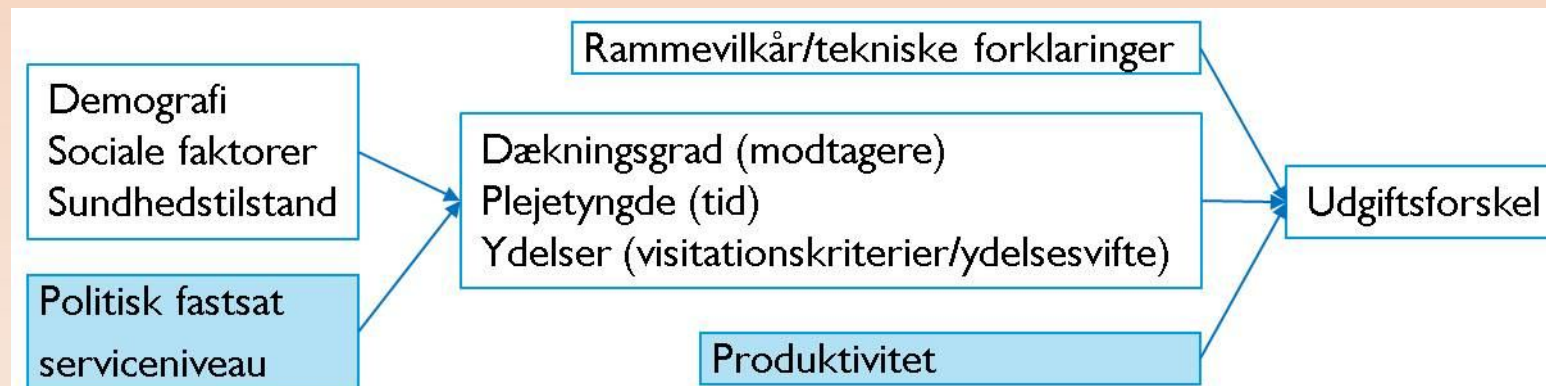 Rammevilkår/tekniske forklaringer
Demografi
Sociale faktorer
Sundhedstilstand
Dækningsgrad (modtagere)
Plejetyngde (tid)
Ydelser (visitationskriterier/ydelsesvifte)
Udgiftsforskel
Politisk fastsat
serviceniveau
Produktivitet